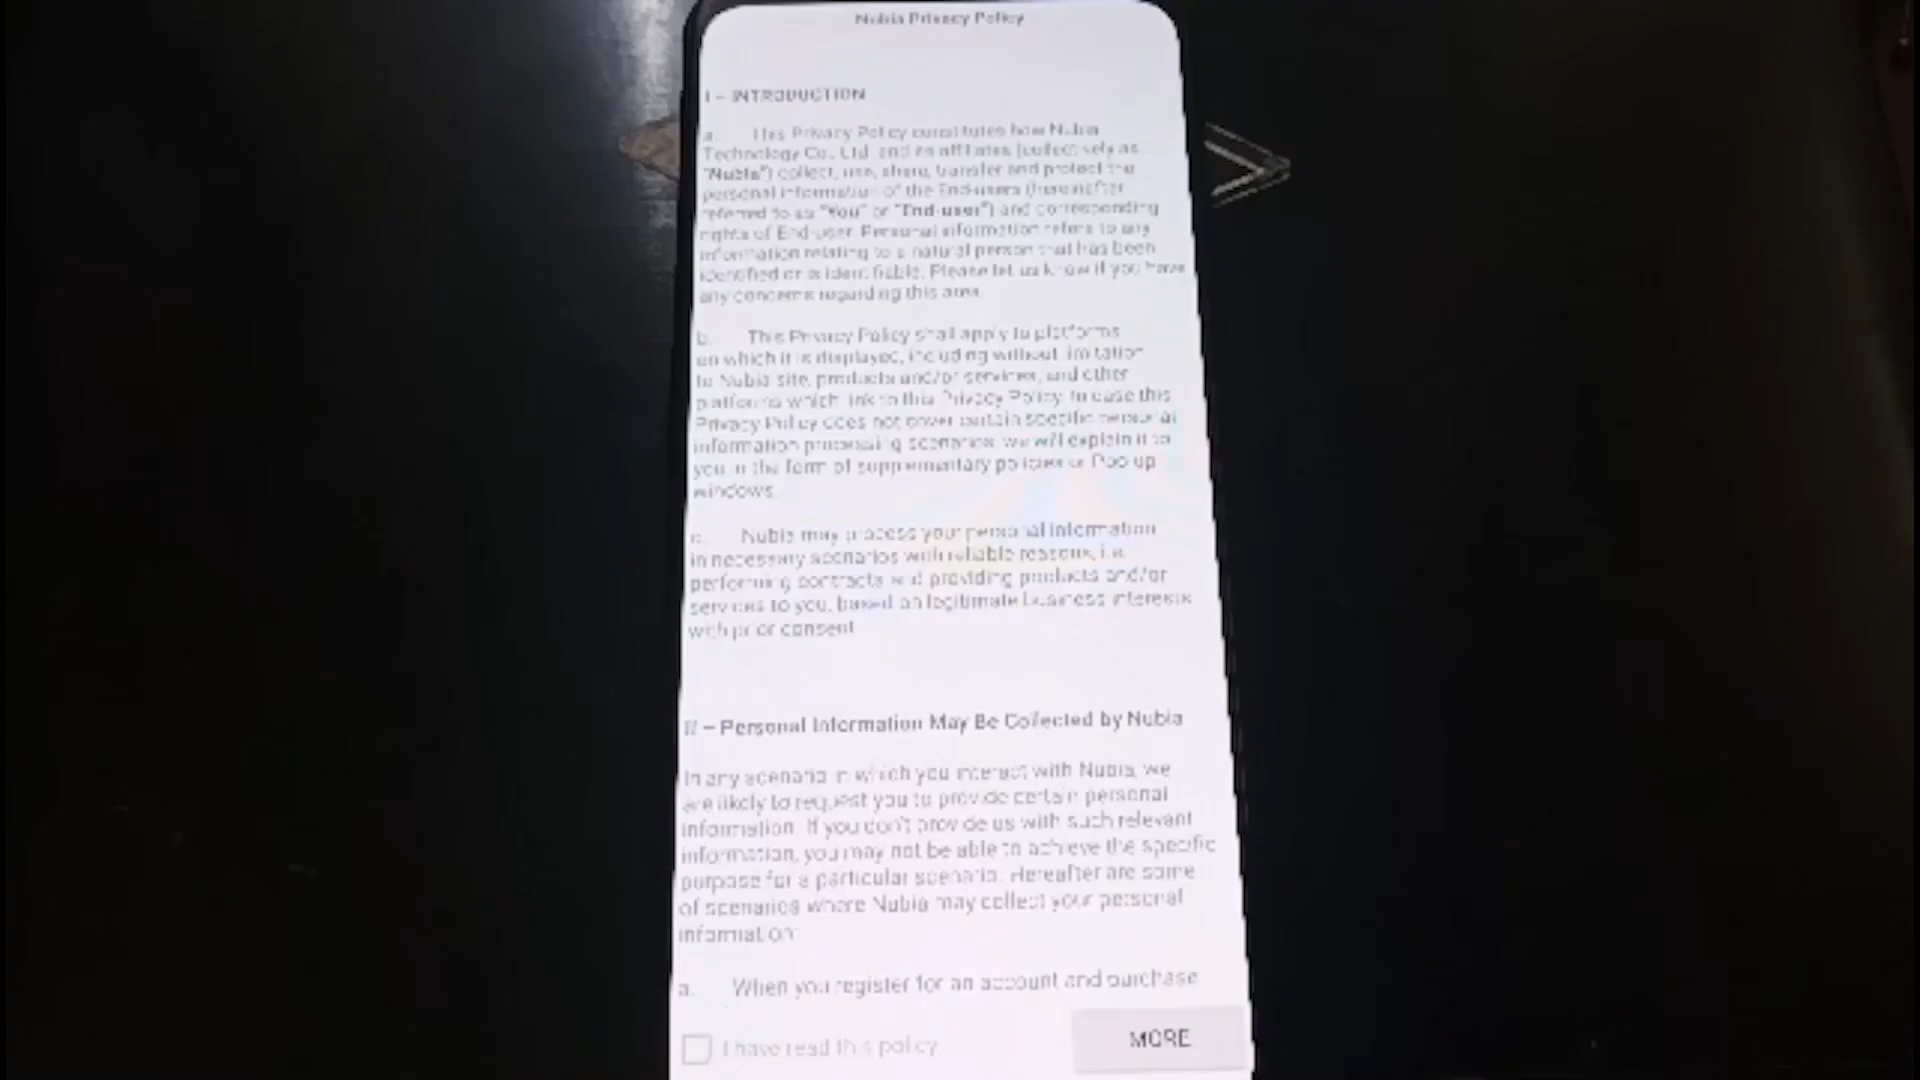 Nubia Privacy Policy
I – INTRODUCTION
a. This Privacy Policy constitutes how Nubia
Technology Co., Ltd. and its affiliates (collectively as
"Nubia") collect, use, share, transfer and protect the
personal information of the End-users (hereinafter
referred to as "You" or "End-user") and corresponding
rights of End-user. Personal information refers to any
information relating to a natural person that has been
identified or is identifiable. Please let us know if you have
any concerns regarding this area.
b. This Privacy Policy shall apply to platforms
on which it is displayed, including without limitation
to Nubia site, products and/or services, and other
platforms which link to this Privacy Policy. In case this
Privacy Policy does not cover certain specific personal
information processing scenarios, we will explain it to
you in the form of supplementary policies or Pop-up
windows.
c. Nubia may process your personal information
in necessary scenarios with reliable reasons, i.e.
performing contracts and providing products and/or
services to you, based on legitimate business interests
with prior consent.
II – Personal Information May Be Collected by Nubia
In any scenario in which you interact with Nubia, we
are likely to request you to provide certain personal
information. If you don't provide us with such relevant
information, you may not be able to achieve the specific
purpose for a particular scenario. Hereafter are some
of scenarios where Nubia may collect your personal
information:
a. When you register for an account and purchase
I have read this policy
MORE